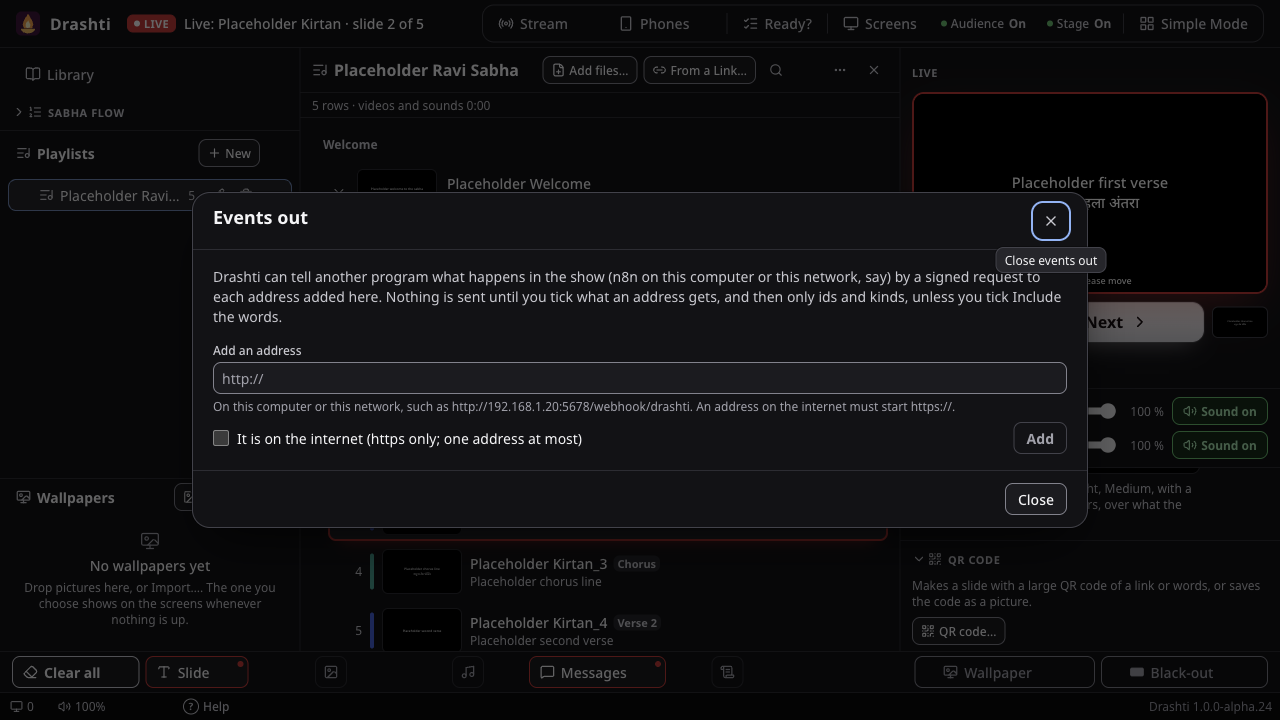 Drashti
LIVE
Live: Placeholder Kirtan · slide 2 of 5
Stream
Phones
Ready?
Screens
Audience On
Stage On
Simple Mode
Library
SABHA FLOW
Playlists
New
Placeholder Ravi...
5
Placeholder Ravi Sabha
Add files...
From a Link...
5 rows · videos and sounds 0:00
Welcome
Placeholder Welcome
LIVE
Placeholder first verse
अंतरा
ease move
Next
Events out
Close events out
Drashti can tell another program what happens in the show (n8n on this computer or this network, say) by a signed request to
each address added here. Nothing is sent until you tick what an address gets, and then only ids and kinds, unless you tick Include
the words.
Add an address
http://
On this computer or this network, such as http://192.168.1.20:5678/webhook/drashti. An address on the internet must start https://.
It is on the internet (https only; one address at most)
Add
Close
100 %
Sound on
100 %
Sound on
ht, Medium, with a
rs, over what the
Wallpapers
No wallpapers yet
Drop pictures here, or Import.... The one you
choose shows on the screens whenever
nothing is up.
4
Placeholder Kirtan_3
Chorus
Placeholder chorus line
5
Placeholder Kirtan_4
Verse 2
Placeholder second verse
QR CODE
Makes a slide with a large QR code of a link or words, or saves
the code as a picture.
QR code...
Clear all
Slide
Messages
Wallpaper
Black-out
0
100%
Help
Drashti 1.0.0-alpha.24